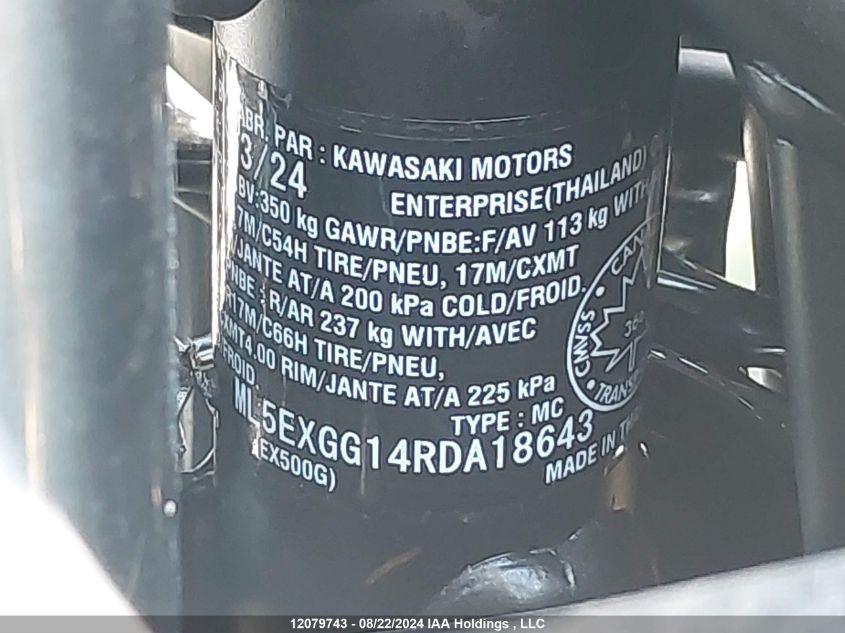 ABR. PAR : KAWASAKI MOTORS
3/24 ENTERPRISE(THAILAND)
BV:350 kg GAWR/PNBE:F/AV 113 kg WITH
7M/C54H TIRE/PNEU, 17M/CXMT
/JANTE AT/A 200 kPa COLD/FROID.
PNBE : R/AR 237 kg WITH/AVEC
R17M/C66H TIRE/PNEU,
XMT4.00 RIM/JANTE AT/A 225 kPa
FROID. TYPE : MC
ML5EXGG14RDA18643
(EX500G) MADE IN
CMVSS
TRANS
12079743 - 08/22/2024 IAA Holdings , LLC